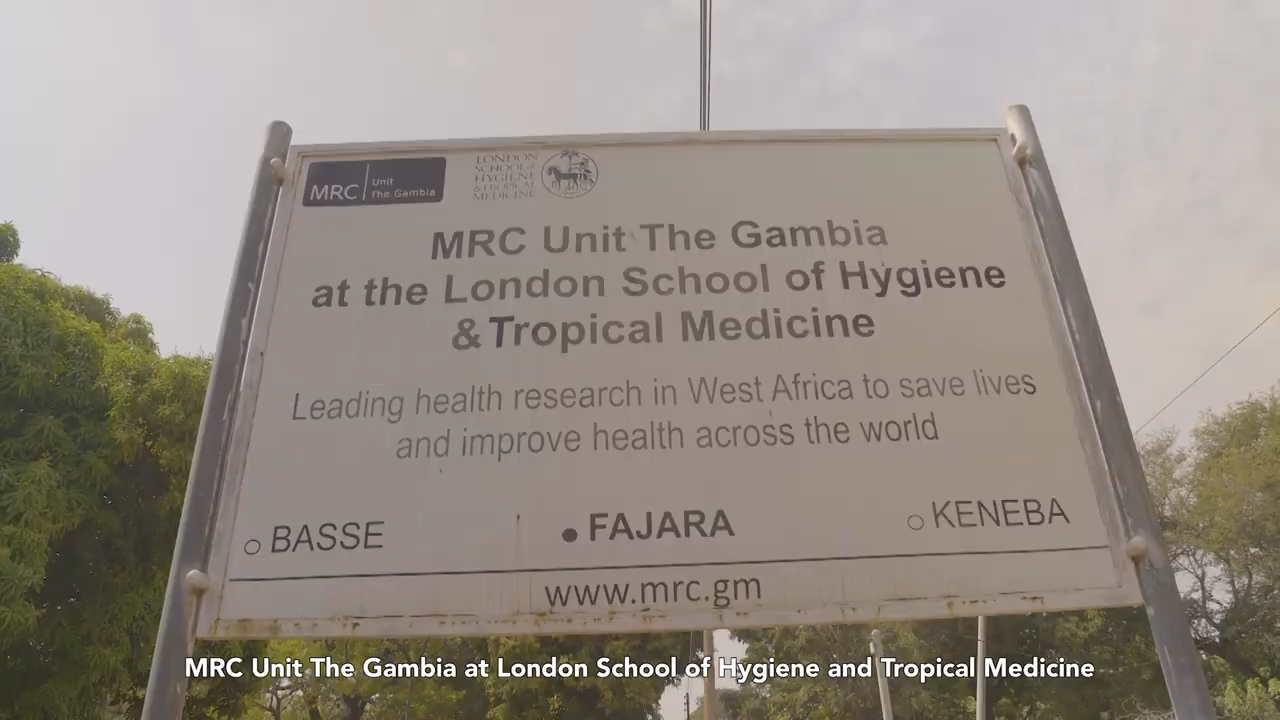 MRC Unit
The Gambia
LONDON
SCHOOL of
HYGIENE
& TROPICAL
MEDICINE
MRC Unit The Gambia
at the London School of Hygiene
& Tropical Medicine
Leading health research in West Africa to save lives
and improve health across the world
BASSE
FAJARA
KENEBA
www.mrc.gm
MRC Unit The Gambia at London School of Hygiene and Tropical Medicine